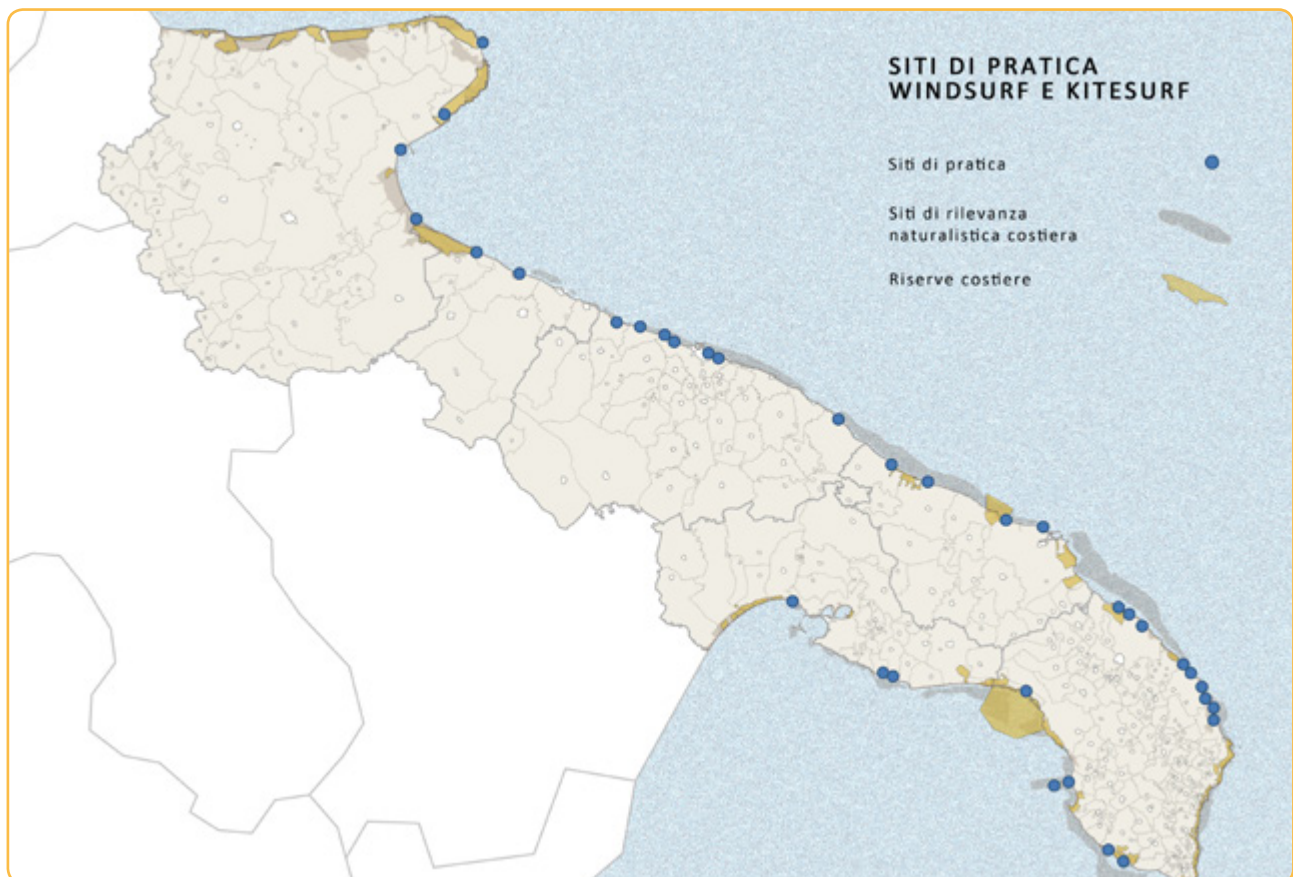 SITI DI PRATICA
WINDSURF E KITESURF
Siti di pratica
Siti di rilevanza
naturalistica costiera
Riserve costiere